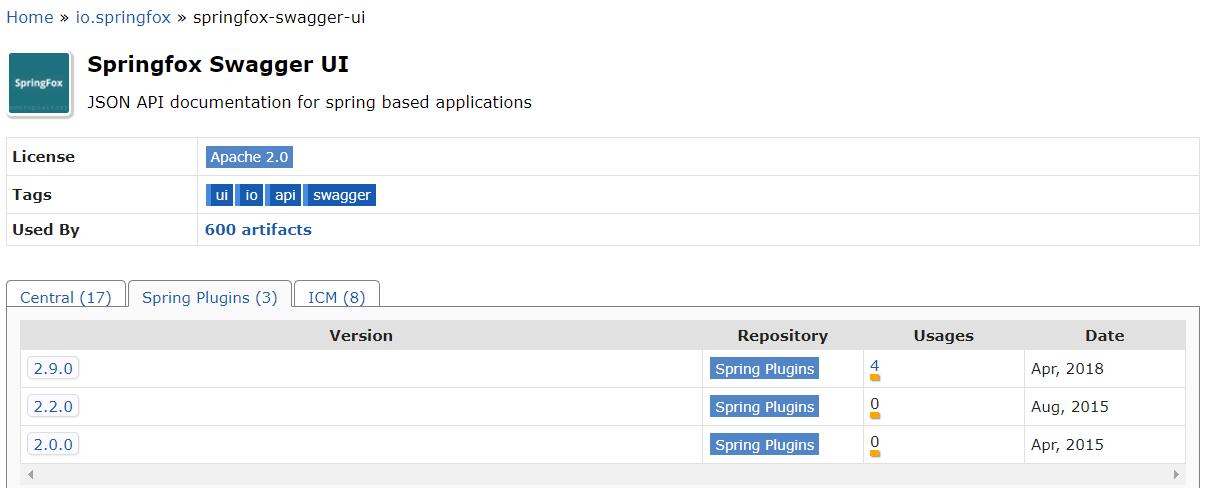 Home » io.springfox » springfox-swagger-ui
SpringFox
Springfox Swagger UI
JSON API documentation for spring based applications
License Apache 2.0
Tags ui io api swagger
Used By 600 artifacts
Central (17) Spring Plugins (3) ICM (8)
Version Repository Usages Date
2.9.0 Spring Plugins 4 Apr, 2018
2.2.0 Spring Plugins 0 Aug, 2015
2.0.0 Spring Plugins 0 Apr, 2015